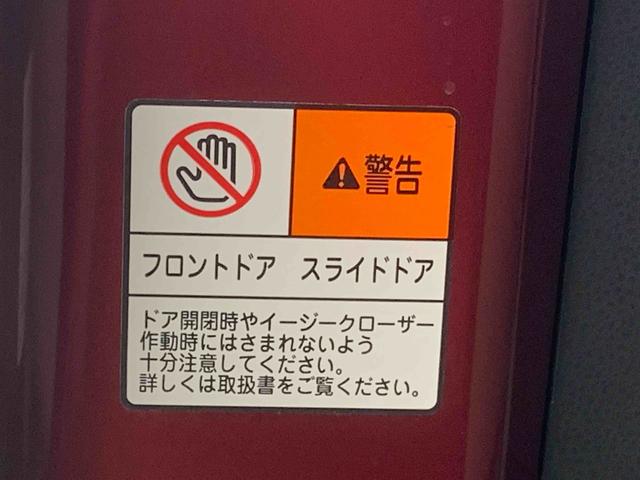 警告
フロントドア　スライドドア
ドア開閉時やイージークローザー
作動時にはさまれないよう
十分注意してください。
詳しくは取扱書をご覧ください。